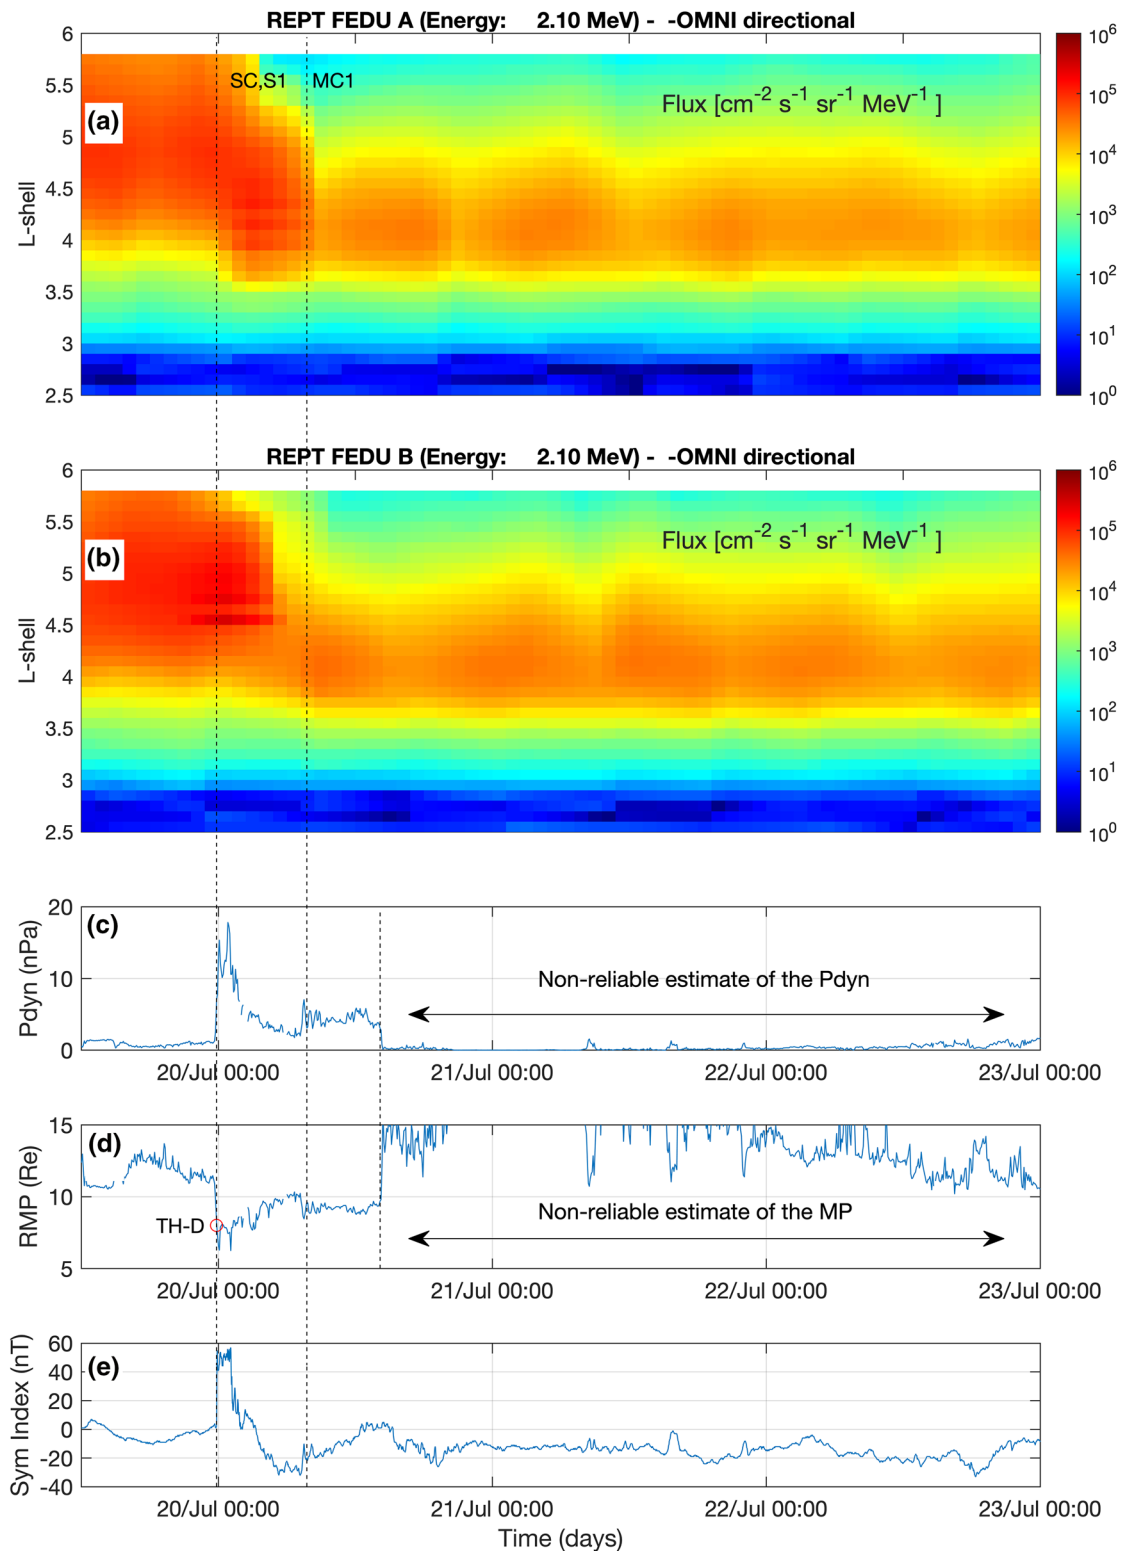 REPT FEDU A (Energy: 2.10 MeV) - -OMNI directional
6
5.5
5
4.5
4
3.5
3
2.5
L-shell
(a)
SC,S1
MC1
Flux [cm⁻² s⁻¹ sr⁻¹ MeV⁻¹ ]
10⁶
10⁵
10⁴
10³
10²
10¹
10⁰
REPT FEDU B (Energy: 2.10 MeV) - -OMNI directional
6
5.5
5
4.5
4
3.5
3
2.5
L-shell
(b)
Flux [cm⁻² s⁻¹ sr⁻¹ MeV⁻¹ ]
10⁶
10⁵
10⁴
10³
10²
10¹
10⁰
20
10
0
Pdyn (nPa)
(c)
Non-reliable estimate of the Pdyn
20/Jul 00:00
21/Jul 00:00
22/Jul 00:00
23/Jul 00:00
15
10
5
RMP (Re)
(d)
TH-D
Non-reliable estimate of the MP
20/Jul 00:00
21/Jul 00:00
22/Jul 00:00
23/Jul 00:00
60
40
20
0
-20
-40
Sym Index (nT)
(e)
20/Jul 00:00
21/Jul 00:00
22/Jul 00:00
23/Jul 00:00
Time (days)